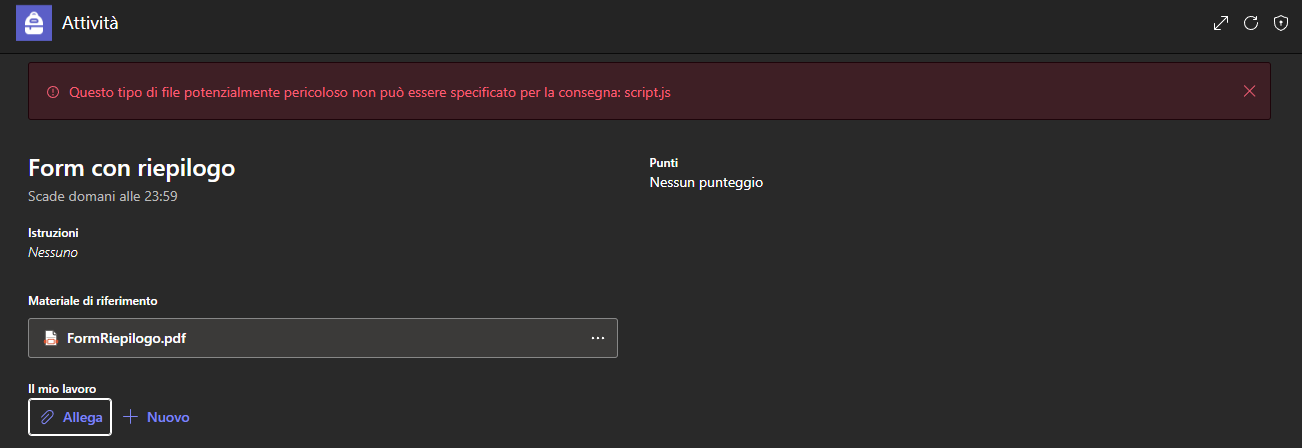 Attività
Questo tipo di file potenzialmente pericoloso non può essere specificato per la consegna: script.js
Form con riepilogo
Scade domani alle 23:59
Punti
Nessun punteggio
Istruzioni
Nessuno
Materiale di riferimento
FormRiepilogo.pdf
Il mio lavoro
Allega
Nuovo